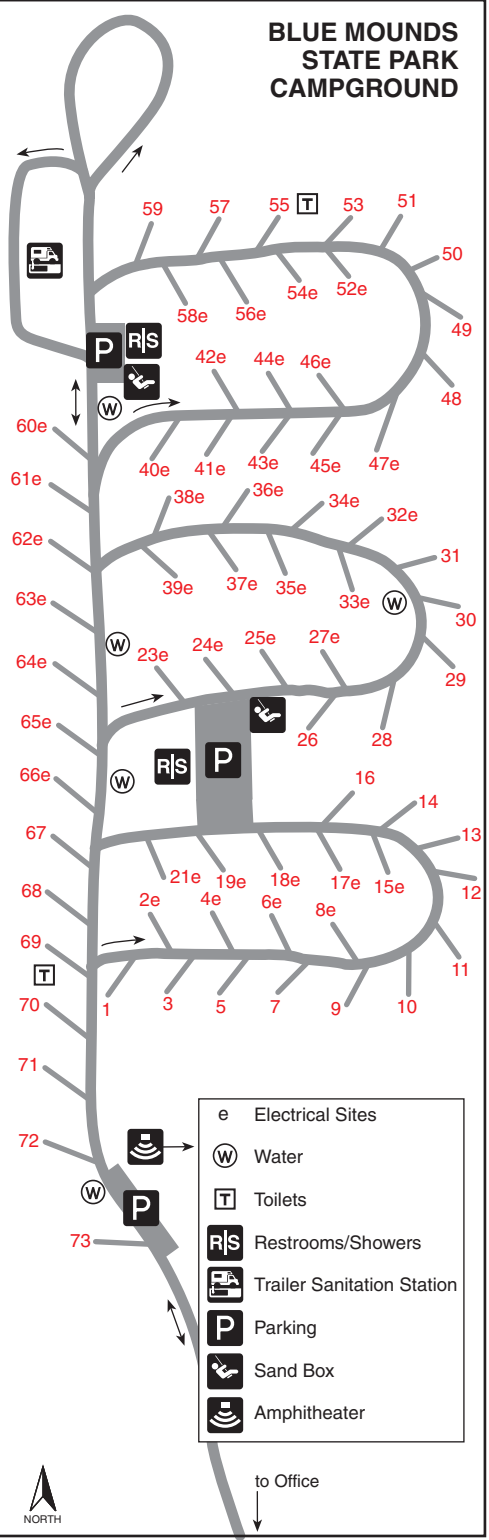 BLUE MOUNDS
STATE PARK
CAMPGROUND
59
57
55
T
53
51
50
58e
56e
54e
52e
49
P
R|S
42e
44e
46e
48
W
60e
40e
41e
43e
45e
47e
61e
38e
36e
34e
32e
62e
31
39e
37e
35e
33e
63e
W
30
W
23e
24e
25e
27e
64e
29
65e
26
28
R|S
P
66e
W
16
14
67
13
21e
19e
18e
17e
15e
12
68
2e
4e
6e
8e
69
11
T
70
1
3
5
7
9
10
71
72
W
P
73
e Electrical Sites
W Water
T Toilets
R|S Restrooms/Showers
Trailer Sanitation Station
P Parking
Sand Box
Amphitheater
NORTH
to Office